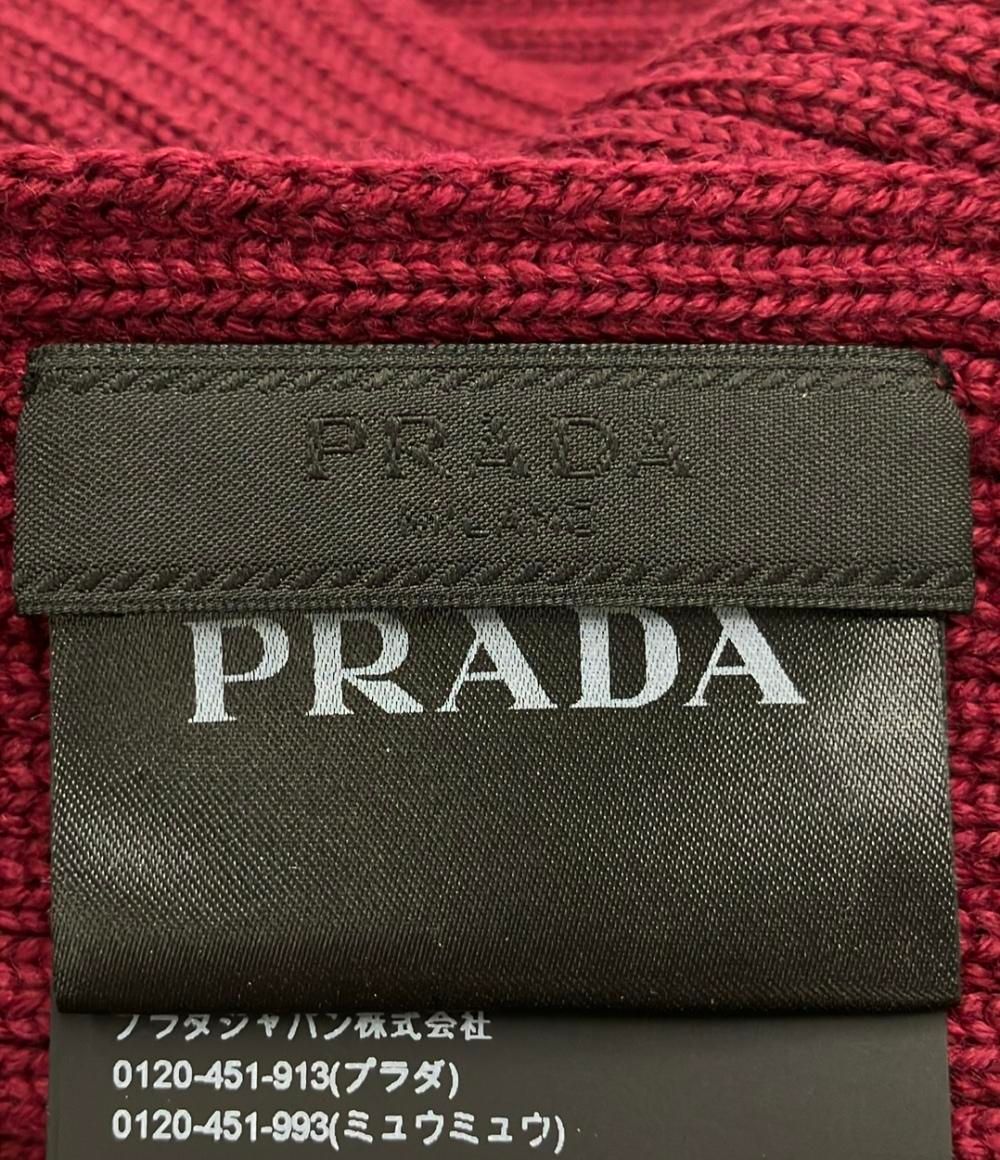 PRADA
PRADA
プラダジャパン株式会社
0120-451-913(プラダ)
0120-451-993(ミュウミュウ)